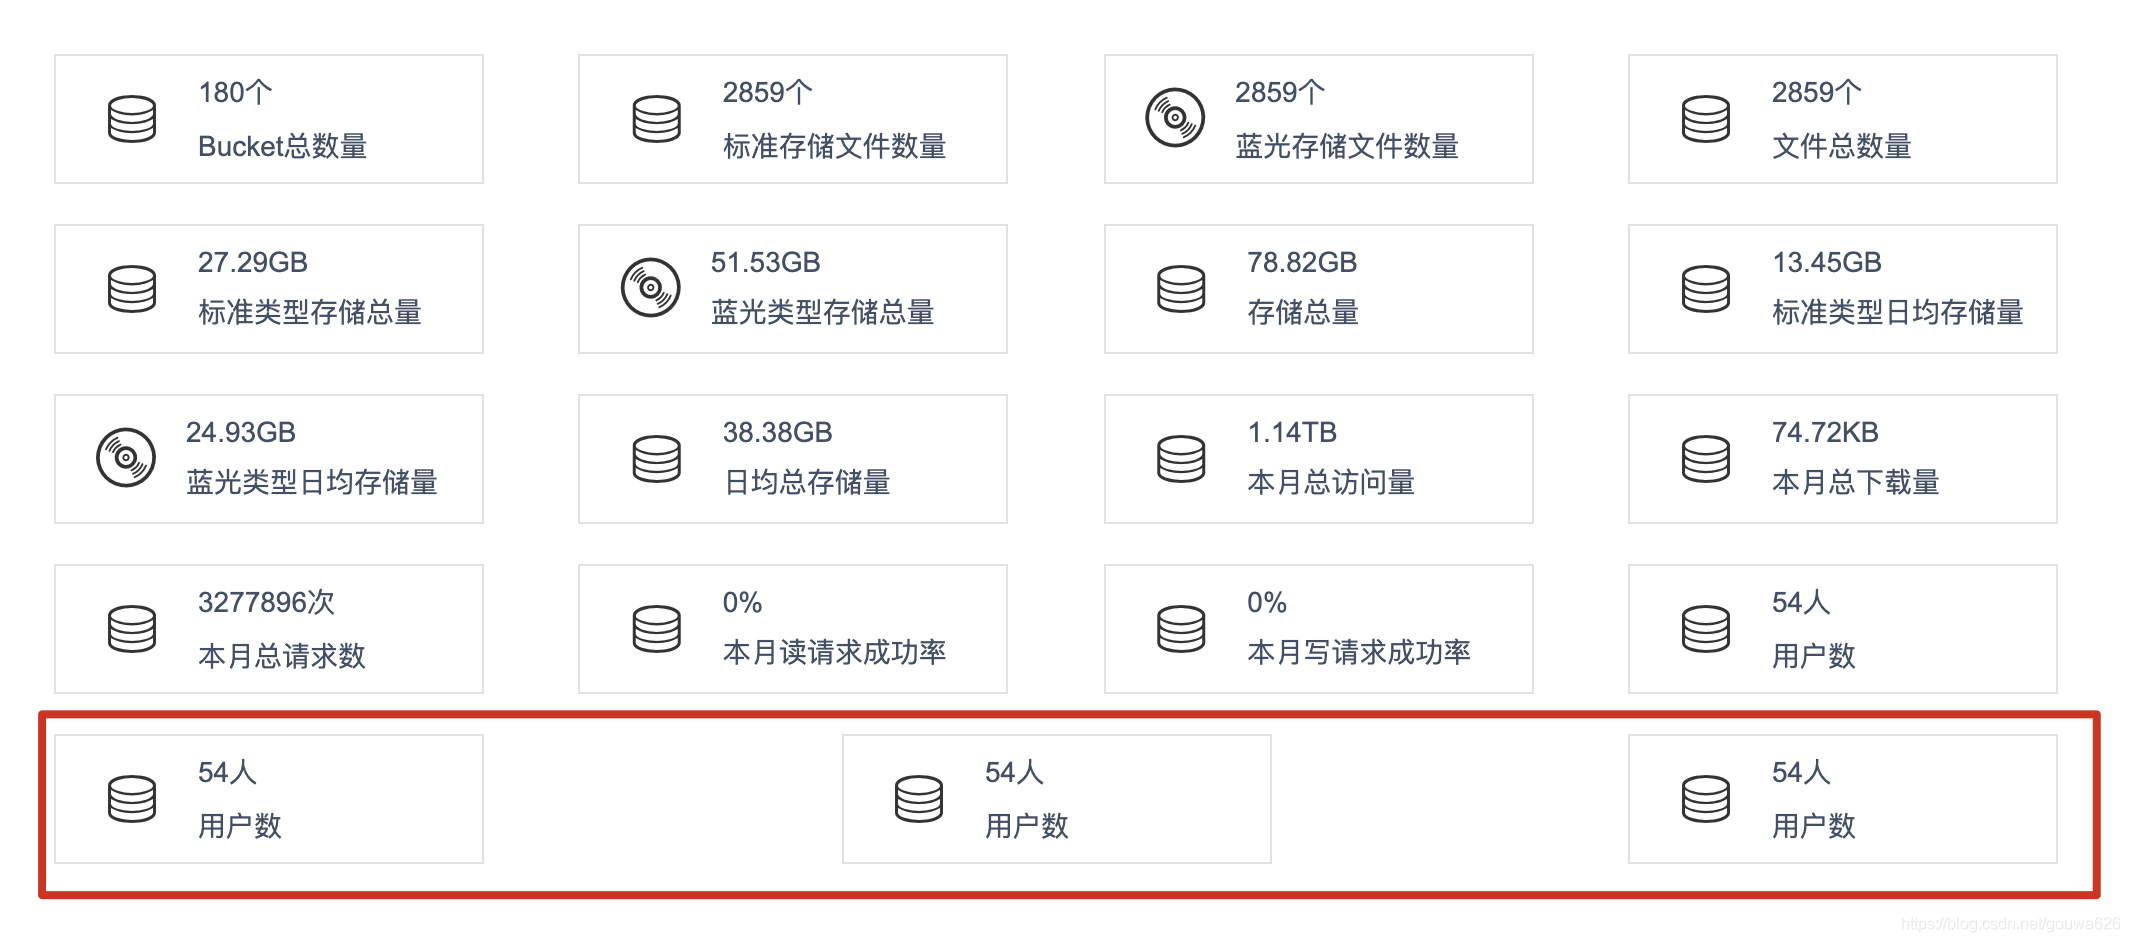 180个
Bucket总数量
2859个
标准存储文件数量
2859个
蓝光存储文件数量
2859个
文件总数量
27.29GB
标准类型存储总量
51.53GB
蓝光类型存储总量
78.82GB
存储总量
13.45GB
标准类型日均存储量
24.93GB
蓝光类型日均存储量
38.38GB
日均总存储量
1.14TB
本月总访问量
74.72KB
本月总下载量
3277896次
本月总请求数
0%
本月读请求成功率
0%
本月写请求成功率
54人
用户数
54人
用户数
54人
用户数
54人
用户数
https://blog.csdn.net/gouwa626